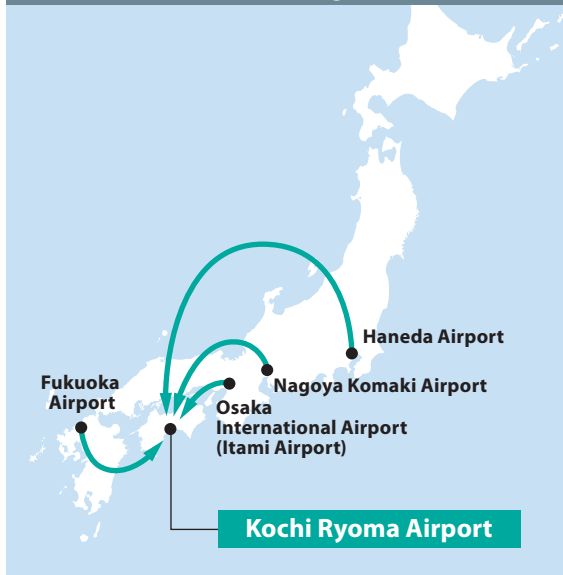 Haneda Airport
Nagoya Komaki Airport
Fukuoka
Airport
Osaka
International Airport
(Itami Airport)
Kochi Ryoma Airport